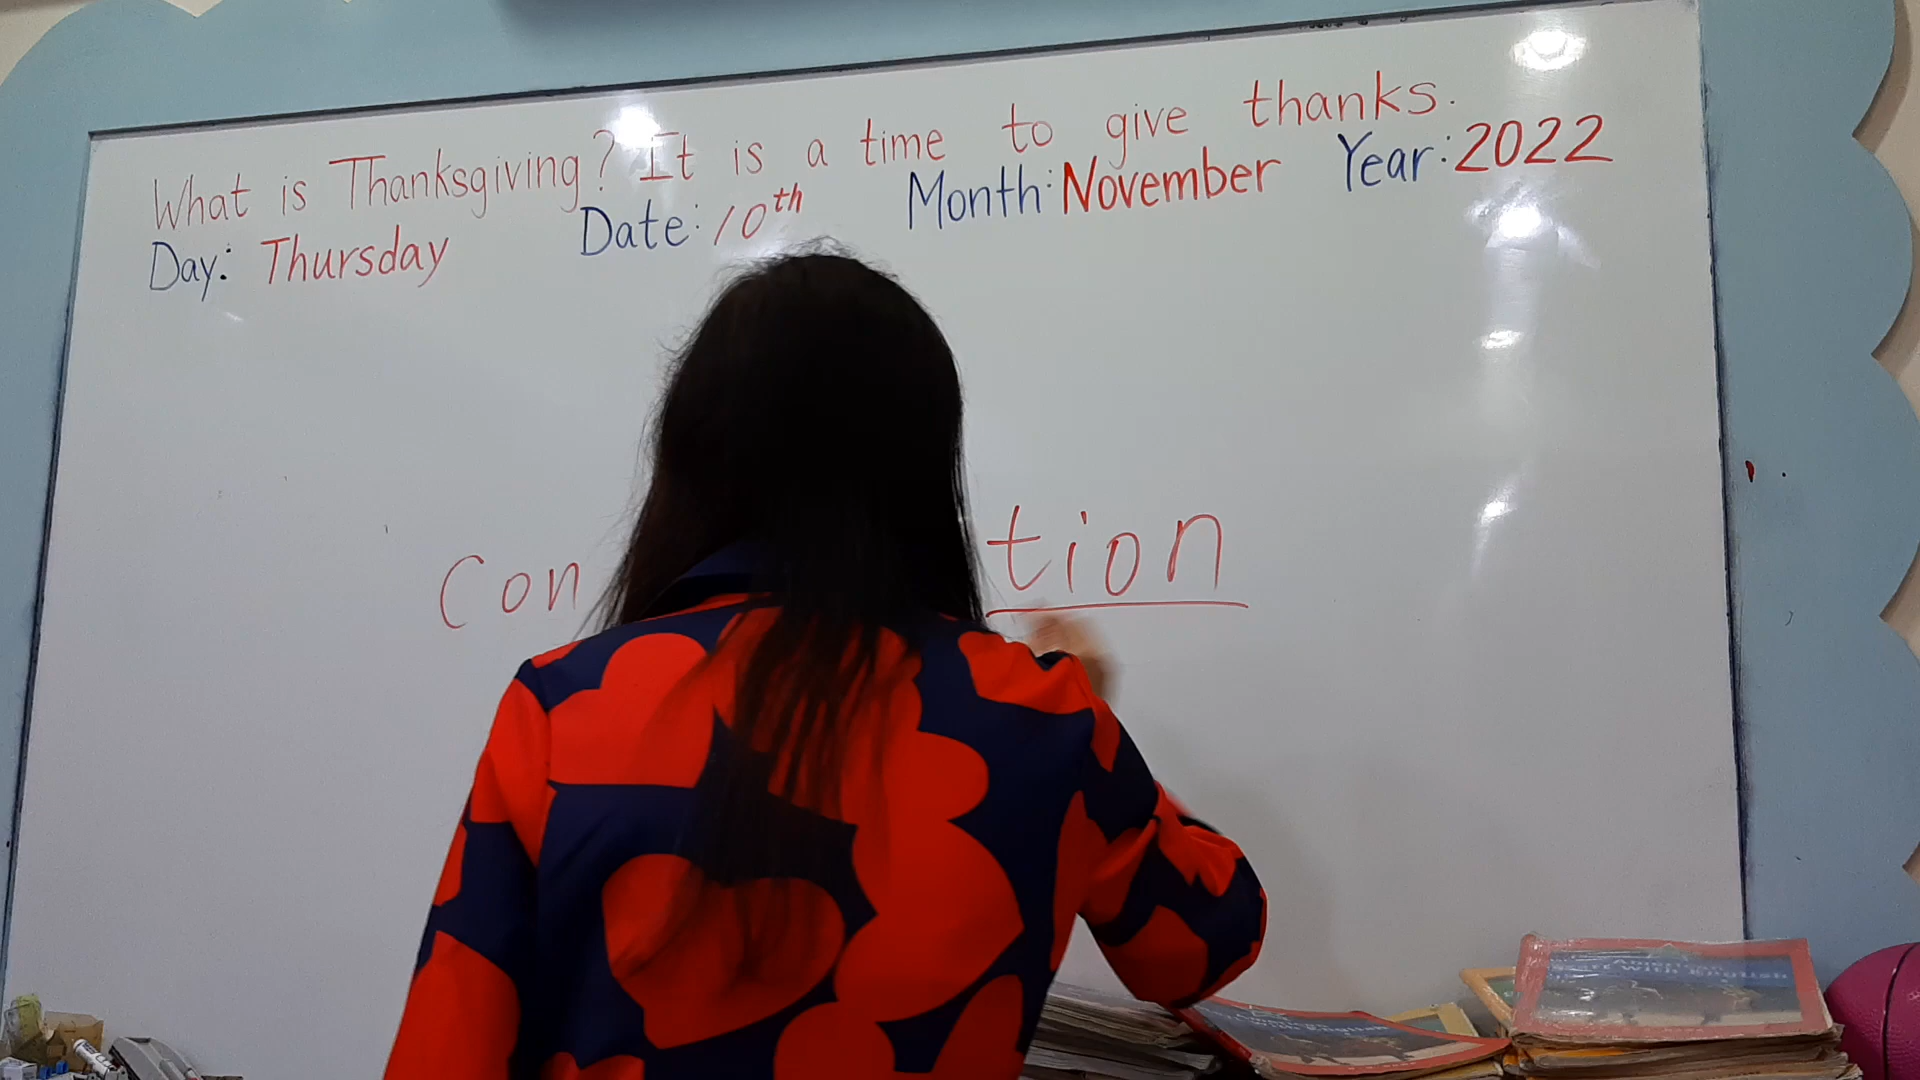 What is Thanksgiving? It is a time to give thanks.
Day: Thursday Date: 10th Month: November Year: 2022
Con tion